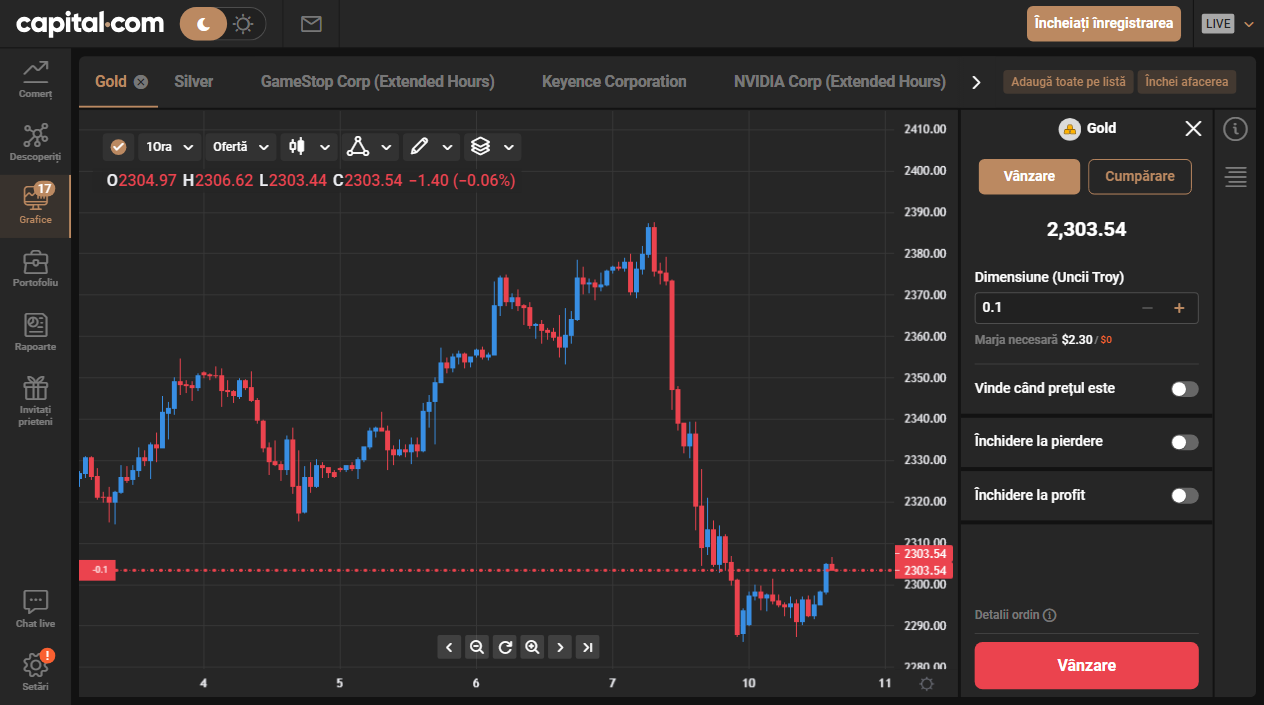 capital.com
Încheiați înregistrarea
LIVE
Comerț
Descoperiți
17
Grafice
Portofoliu
Rapoarte
Invitați
prieteni
Chat live
!
Setări
Gold
Silver
GameStop Corp (Extended Hours)
Keyence Corporation
NVIDIA Corp (Extended Hours)
Adaugă toate pe listă
Închei afacerea
1Ora
Ofertă
O2304.97 H2306.62 L2303.44 C2303.54 −1.40 (−0.06%)
2410.00
2400.00
2390.00
2380.00
2370.00
2360.00
2350.00
2340.00
2330.00
2320.00
2310.00
2303.54
2303.54
2300.00
2290.00
2280.00
-0.1
4
5
6
7
10
11
Gold
Vânzare
Cumpărare
2,303.54
Dimensiune (Uncii Troy)
0.1
Marja necesară $2.30 / $0
Vinde când prețul este
Închidere la pierdere
Închidere la profit
Detalii ordin
Vânzare